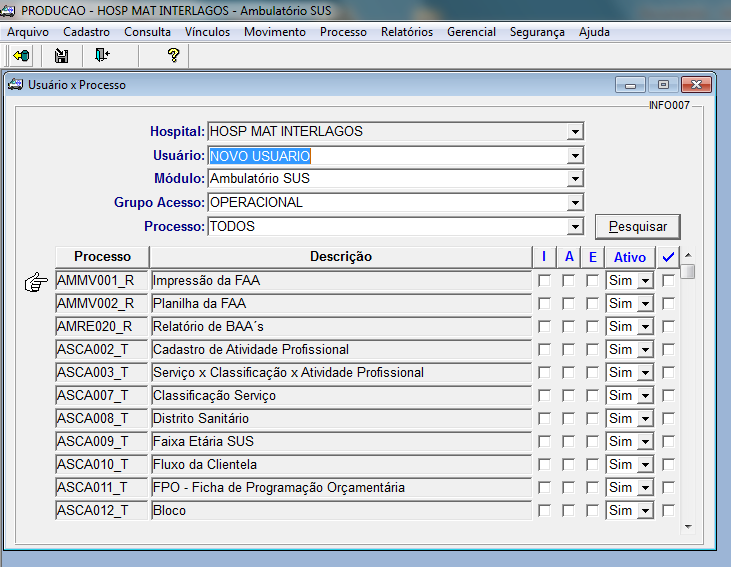 PRODUCAO - HOSP MAT INTERLAGOS - Ambulatório SUS
Arquivo Cadastro Consulta Vínculos Movimento Processo Relatórios Gerencial Segurança Ajuda
Usuário x Processo
INFO007
Hospital: HOSP MAT INTERLAGOS
Usuário: NOVO USUARIO
Módulo: Ambulatório SUS
Grupo Acesso: OPERACIONAL
Processo: TODOS Pesquisar
Processo Descrição I A E Ativo
AMMV001_R Impressão da FAA Sim
AMMV002_R Planilha da FAA Sim
AMRE020_R Relatório de BAA´s Sim
ASCA002_T Cadastro de Atividade Profissional Sim
ASCA003_T Serviço x Classificação x Atividade Profissional Sim
ASCA007_T Classificação Serviço Sim
ASCA008_T Distrito Sanitário Sim
ASCA009_T Faixa Etária SUS Sim
ASCA010_T Fluxo da Clientela Sim
ASCA011_T FPO - Ficha de Programação Orçamentária Sim
ASCA012_T Bloco Sim